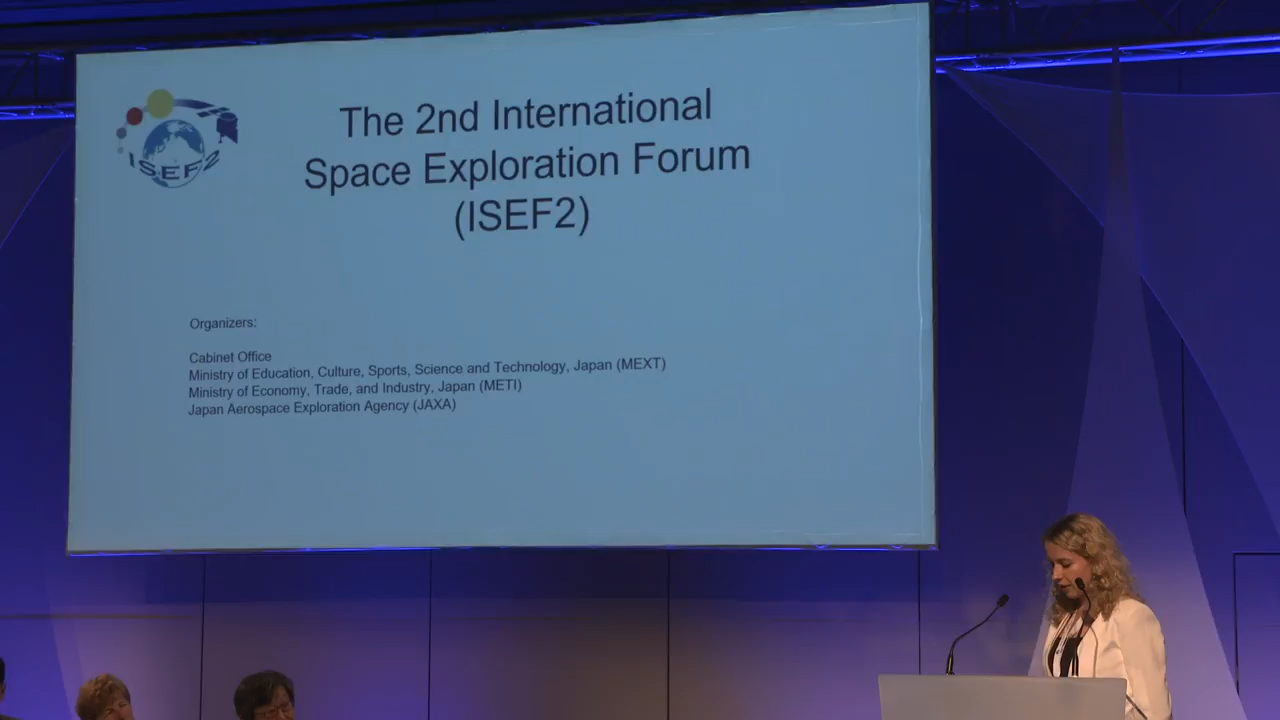 ISEF2
The 2nd International
Space Exploration Forum
(ISEF2)
Organizers:
Cabinet Office
Ministry of Education, Culture, Sports, Science and Technology, Japan (MEXT)
Ministry of Economy, Trade, and Industry, Japan (METI)
Japan Aerospace Exploration Agency (JAXA)